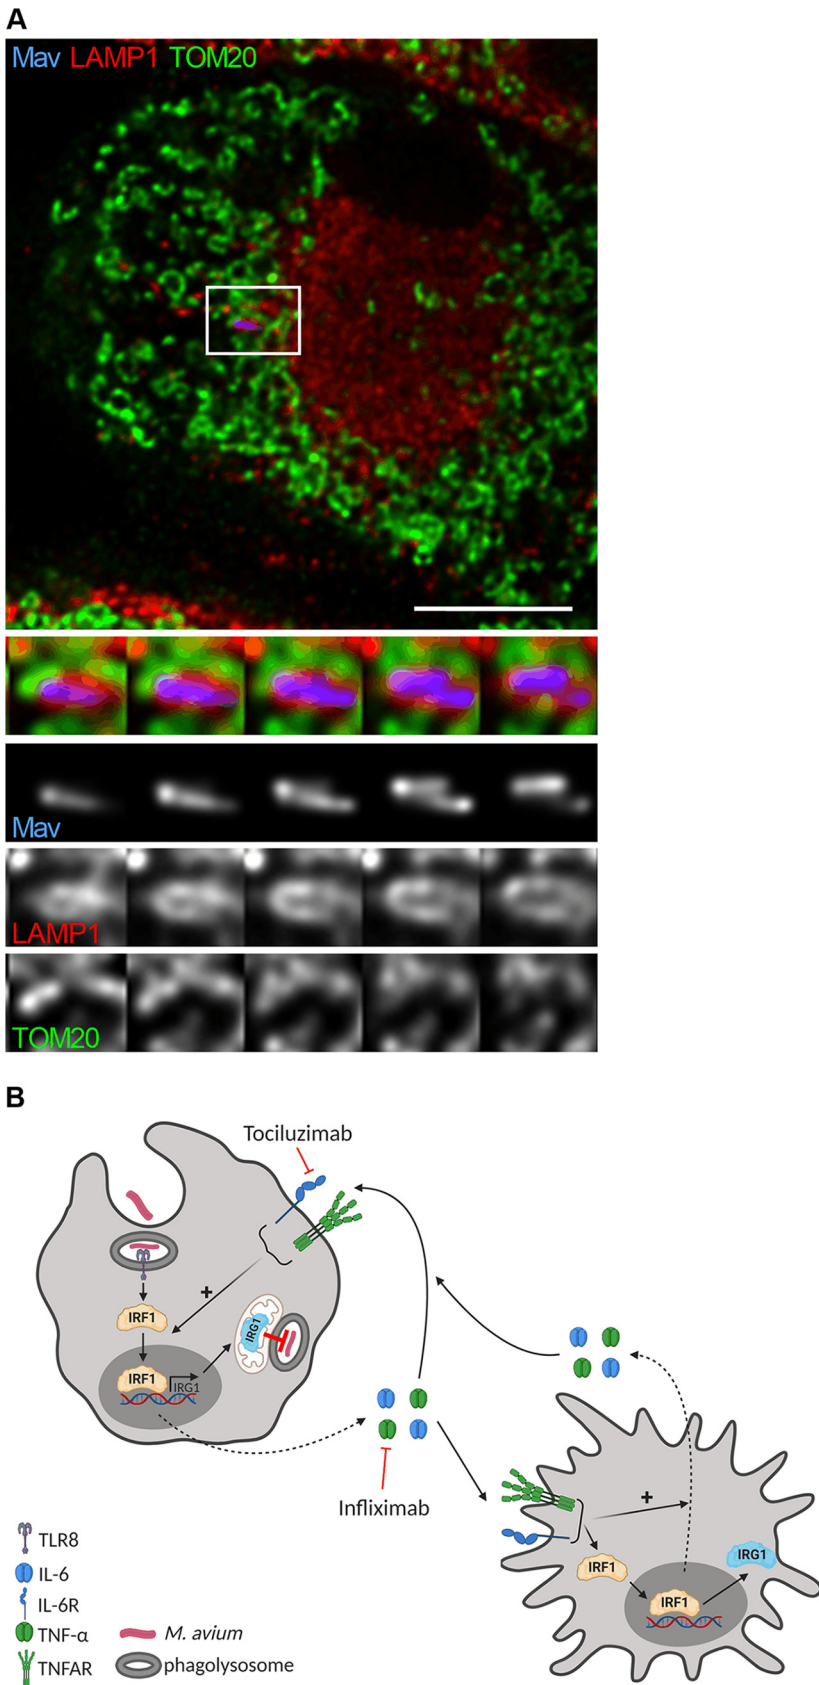 A
Mav LAMP1 TOM20
Mav
LAMP1
TOM20
B
Tociluzimab
IRF1
IRG1
IRF1
IRG1
Infliximab
IRF1
IRG1
IRF1
TLR8
IL-6
IL-6R
TNF-α
M. avium
TNFAR
phagolysosome